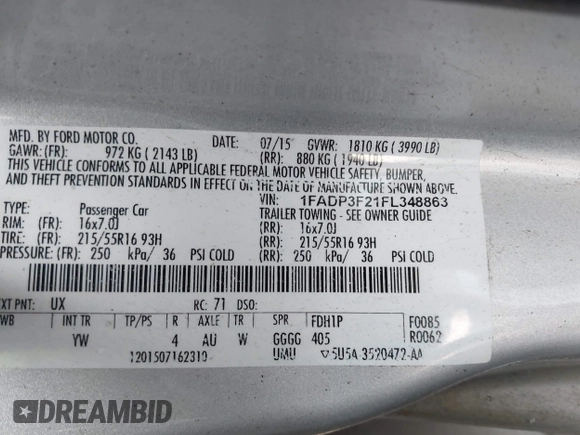 MFD. BY FORD MOTOR CO. DATE: 07/15 GVWR: 1810 KG ( 3990 LB)
GAWR: (FR): 972 KG ( 2143 LB) (RR): 880 KG ( 1940 LB)
THIS VEHICLE CONFORMS TO ALL APPLICABLE FEDERAL MOTOR VEHICLE SAFETY, BUMPER,
AND THEFT PREVENTION STANDARDS IN EFFECT ON THE DATE OF MANUFACTURE SHOWN ABOVE.
VIN: 1FADP3F21FL348863
TYPE: Passenger Car TRAILER TOWING - SEE OWNER GUIDE
RIM: (FR): 16x7.0J (RR): 16x7.0J
TIRE: (FR): 215/55R16 93H (RR): 215/55R16 93H
PRESSURE: (FR): 250 kPa/ 36 PSI COLD (RR): 250 kPa/ 36 PSI COLD
EXT PNT: UX RC: 71 DSO:
WB INT TR TP/PS R AXLE TR SPR FDH1P F0085
YW 4 AU W GGGG 405 R0062
1201507162310 UMU ▽5U5A-3520472-AA
DREAMBID